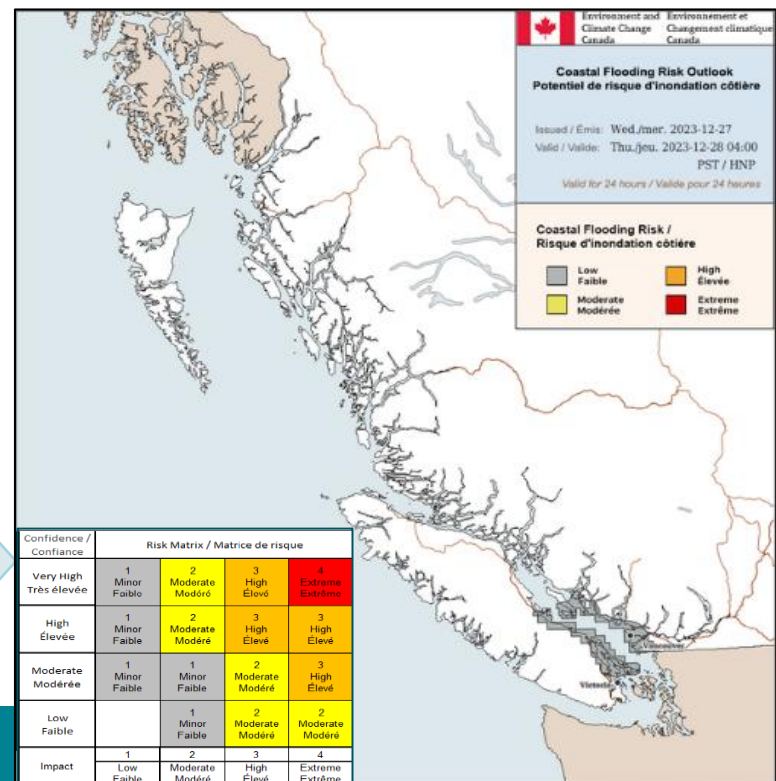 Environment and Environnement et
Climate Change Changement climatique
Canada Canada
Coastal Flooding Risk Outlook
Potentiel de risque d'inondation côtière
Issued / Émis: Wed./mer. 2023-12-27
Valid / Valide: Thu./jeu. 2023-12-28 04:00
PST / HNP
Valid for 24 hours / Valide pour 24 heures
Coastal Flooding Risk /
Risque d'inondation côtière
Low
Faible
High
Élevée
Moderate
Modérée
Extreme
Extrême
Vancouver
Victoria
Confidence /
Confiance
Risk Matrix / Matrice de risque
Very High
Très élevée
1
Minor
Faible
2
Moderate
Modéré
3
High
Élevé
4
Extreme
Extrême
High
Élevée
1
Minor
Faible
2
Moderate
Modéré
3
High
Élevé
3
High
Élevé
Moderate
Modérée
1
Minor
Faible
1
Minor
Faible
2
Moderate
Modéré
3
High
Élevé
Low
Faible
1
Minor
Faible
2
Moderate
Modéré
2
Moderate
Modéré
Impact
1
Low
Faible
2
Moderate
Modéré
3
High
Élevé
4
Extreme
Extrême